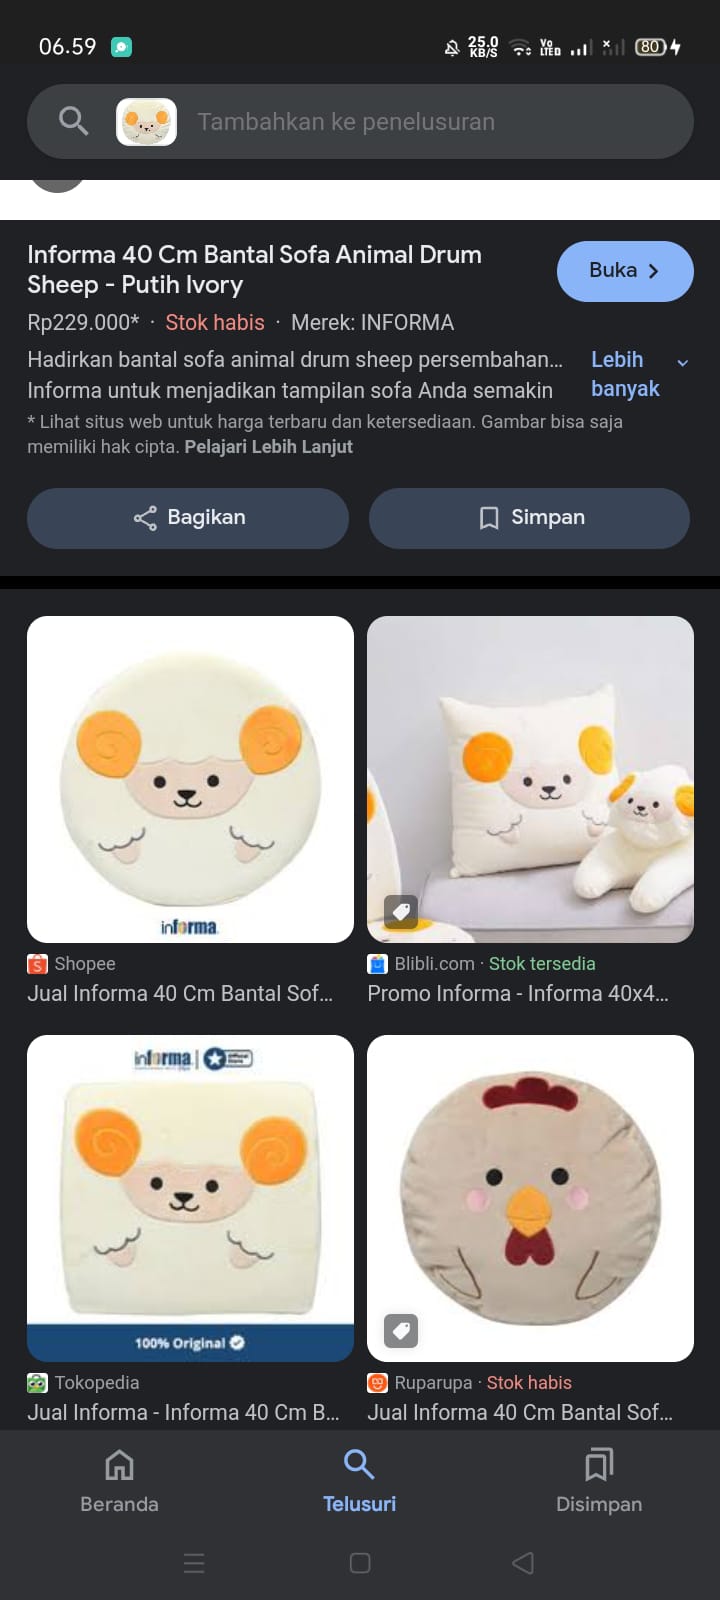 06.59
25.0
KB/S
Vo
LTED
80
Tambahkan ke penelusuran
Informa 40 Cm Bantal Sofa Animal Drum
Sheep - Putih Ivory
Buka
Rp229.000* · Stok habis · Merek: INFORMA
Hadirkan bantal sofa animal drum sheep persembahan...
Informa untuk menjadikan tampilan sofa Anda semakin
Lebih
banyak
* Lihat situs web untuk harga terbaru dan ketersediaan. Gambar bisa saja
memiliki hak cipta. Pelajari Lebih Lanjut
Bagikan
Simpan
informa
Shopee
Jual Informa 40 Cm Bantal Sof...
Blibli.com · Stok tersedia
Promo Informa - Informa 40x4...
informa
100% Original
Tokopedia
Jual Informa - Informa 40 Cm B...
Ruparupa · Stok habis
Jual Informa 40 Cm Bantal Sof...
Beranda
Telusuri
Disimpan